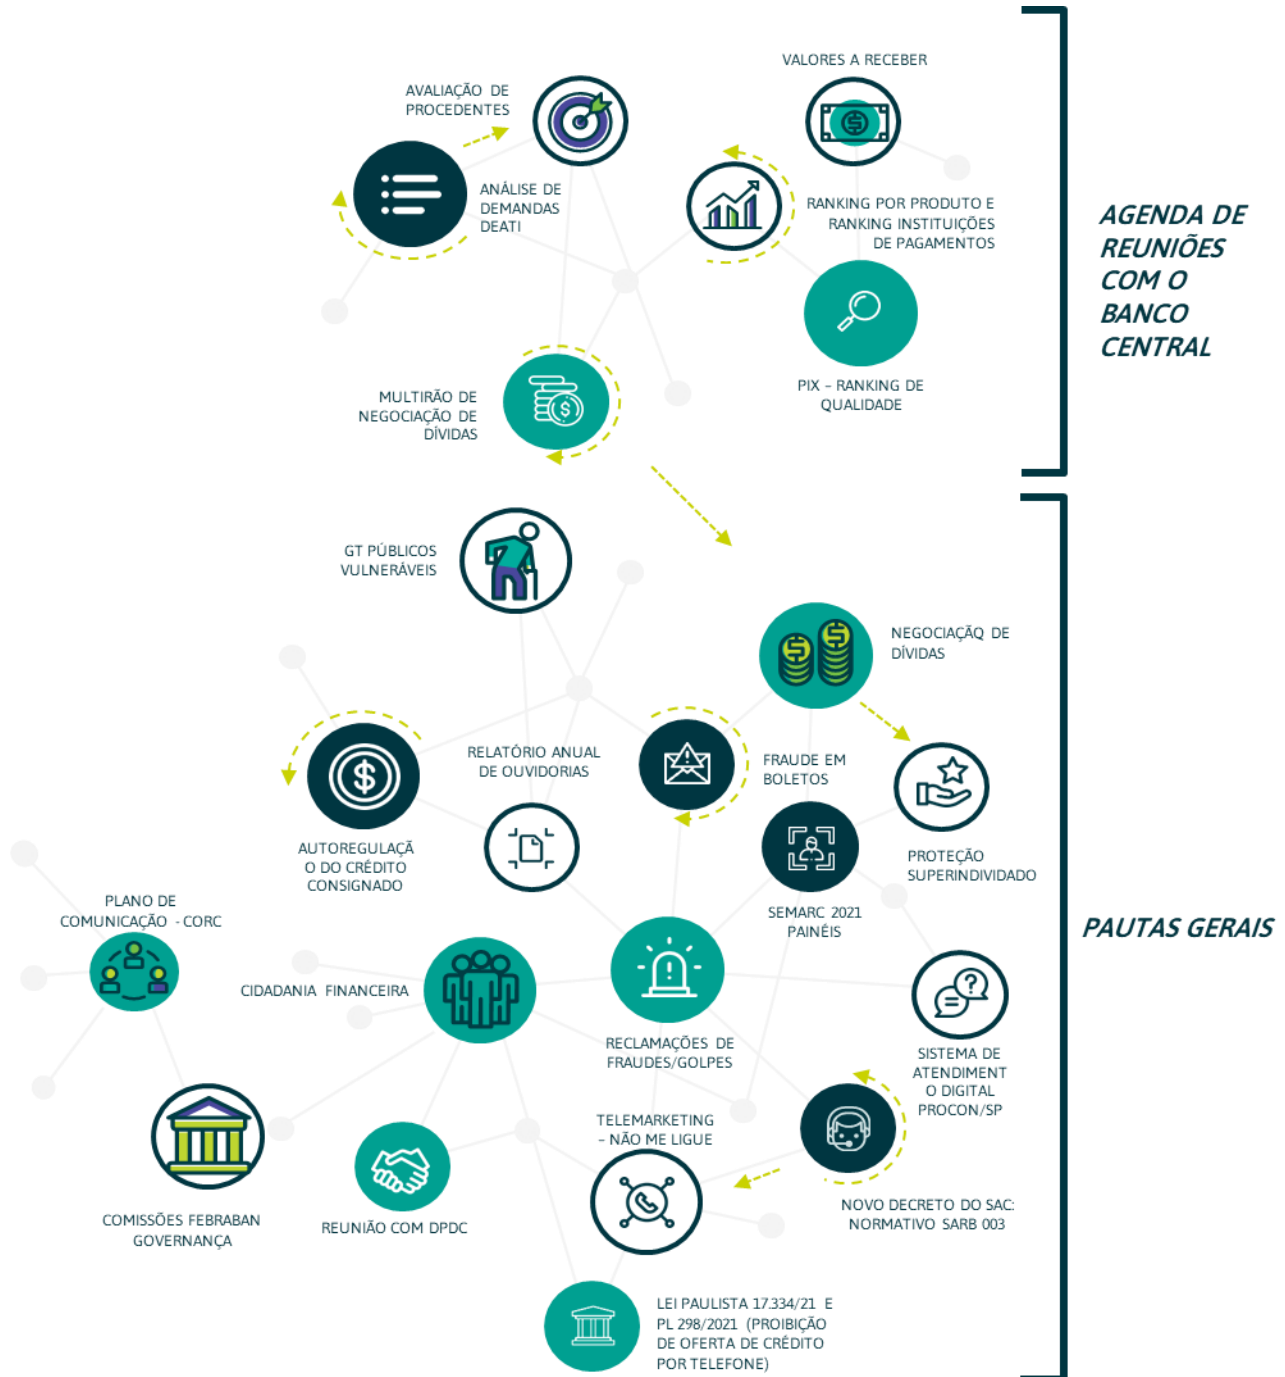 VALORES A RECEBER
AVALIAÇÃO DE
PROCEDENTES
ANÁLISE DE
DEMANDAS
DEATI
RANKING POR PRODUTO E
RANKING INSTITUIÇÕES
DE PAGAMENTOS
AGENDA DE
REUNIÕES
COM O
BANCO
CENTRAL
PIX – RANKING DE
QUALIDADE
MULTIRÃO DE
NEGOCIAÇÃO DE
DÍVIDAS
GT PÚBLICOS
VULNERÁVEIS
NEGOCIAÇÃQ DE
DÍVIDAS
RELATÓRIO ANUAL
DE OUVIDORIAS
FRAUDE EM
BOLETOS
AUTOREGULAÇÃ
O DO CRÉDITO
CONSIGNADO
PROTEÇÃO
SUPERINDIVIDADO
PLANO DE
COMUNICAÇÃO - CORC
SEMARC 2021
PAINÉIS
PAUTAS GERAIS
CIDADANIA FINANCEIRA
RECLAMAÇÕES DE
FRAUDES/GOLPES
SISTEMA DE
ATENDIMENT
O DIGITAL
PROCON/SP
TELEMARKETING
– NÃO ME LIGUE
COMISSÕES FEBRABAN
GOVERNANÇA
REUNIÃO COM DPDC
NOVO DECRETO DO SAC:
NORMATIVO SARB 003
LEI PAULISTA 17.334/21 E
PL 298/2021 (PROIBIÇÃO
DE OFERTA DE CRÉDITO
POR TELEFONE)